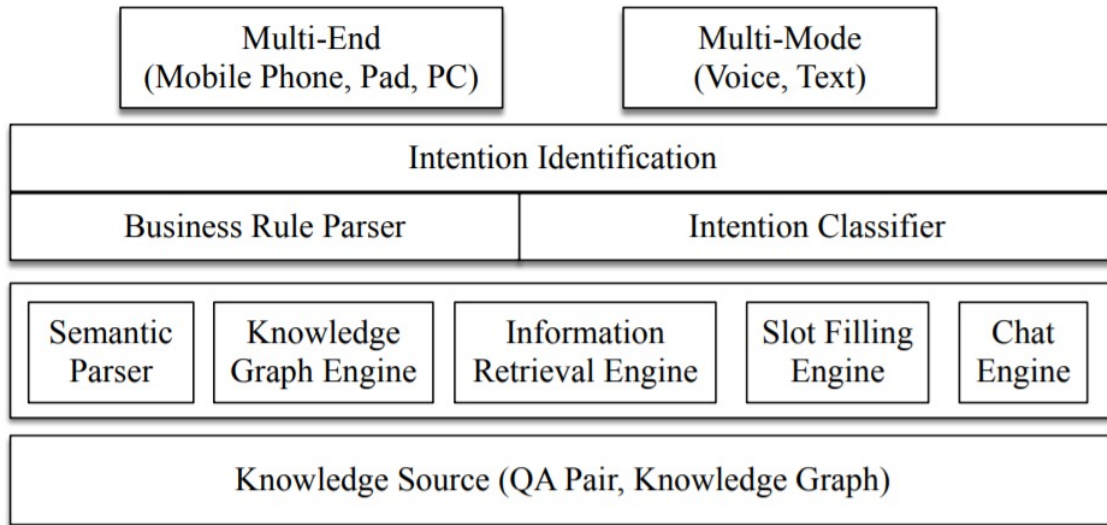 Multi-End
(Mobile Phone, Pad, PC)
Multi-Mode
(Voice, Text)
Intention Identification
Business Rule Parser
Intention Classifier
Semantic
Parser
Knowledge
Graph Engine
Information
Retrieval Engine
Slot Filling
Engine
Chat
Engine
Knowledge Source (QA Pair, Knowledge Graph)